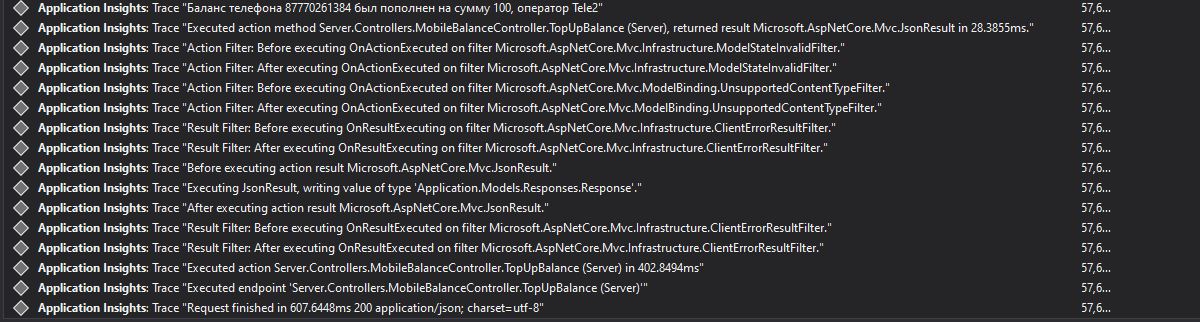 Application Insights: Trace "Баланс телефона 87770261384 был пополнен на сумму 100, оператор Tele2" 57,6...
Application Insights: Trace "Executed action method Server.Controllers.MobileBalanceController.TopUpBalance (Server), returned result Microsoft.AspNetCore.Mvc.JsonResult in 28.3855ms." 57,6...
Application Insights: Trace "Action Filter: Before executing OnActionExecuted on filter Microsoft.AspNetCore.Mvc.Infrastructure.ModelStateInvalidFilter." 57,6...
Application Insights: Trace "Action Filter: After executing OnActionExecuted on filter Microsoft.AspNetCore.Mvc.Infrastructure.ModelStateInvalidFilter." 57,6...
Application Insights: Trace "Action Filter: Before executing OnActionExecuted on filter Microsoft.AspNetCore.Mvc.ModelBinding.UnsupportedContentTypeFilter." 57,6...
Application Insights: Trace "Action Filter: After executing OnActionExecuted on filter Microsoft.AspNetCore.Mvc.ModelBinding.UnsupportedContentTypeFilter." 57,6...
Application Insights: Trace "Result Filter: Before executing OnResultExecuting on filter Microsoft.AspNetCore.Mvc.Infrastructure.ClientErrorResultFilter." 57,6...
Application Insights: Trace "Result Filter: After executing OnResultExecuting on filter Microsoft.AspNetCore.Mvc.Infrastructure.ClientErrorResultFilter." 57,6...
Application Insights: Trace "Before executing action result Microsoft.AspNetCore.Mvc.JsonResult." 57,6...
Application Insights: Trace "Executing JsonResult, writing value of type 'Application.Models.Responses.Response'." 57,6...
Application Insights: Trace "After executing action result Microsoft.AspNetCore.Mvc.JsonResult." 57,6...
Application Insights: Trace "Result Filter: Before executing OnResultExecuted on filter Microsoft.AspNetCore.Mvc.Infrastructure.ClientErrorResultFilter." 57,6...
Application Insights: Trace "Result Filter: After executing OnResultExecuted on filter Microsoft.AspNetCore.Mvc.Infrastructure.ClientErrorResultFilter." 57,6...
Application Insights: Trace "Executed action Server.Controllers.MobileBalanceController.TopUpBalance (Server) in 402.8494ms" 57,6...
Application Insights: Trace "Executed endpoint 'Server.Controllers.MobileBalanceController.TopUpBalance (Server)'" 57,6...
Application Insights: Trace "Request finished in 607.6448ms 200 application/json; charset=utf-8" 57,6...